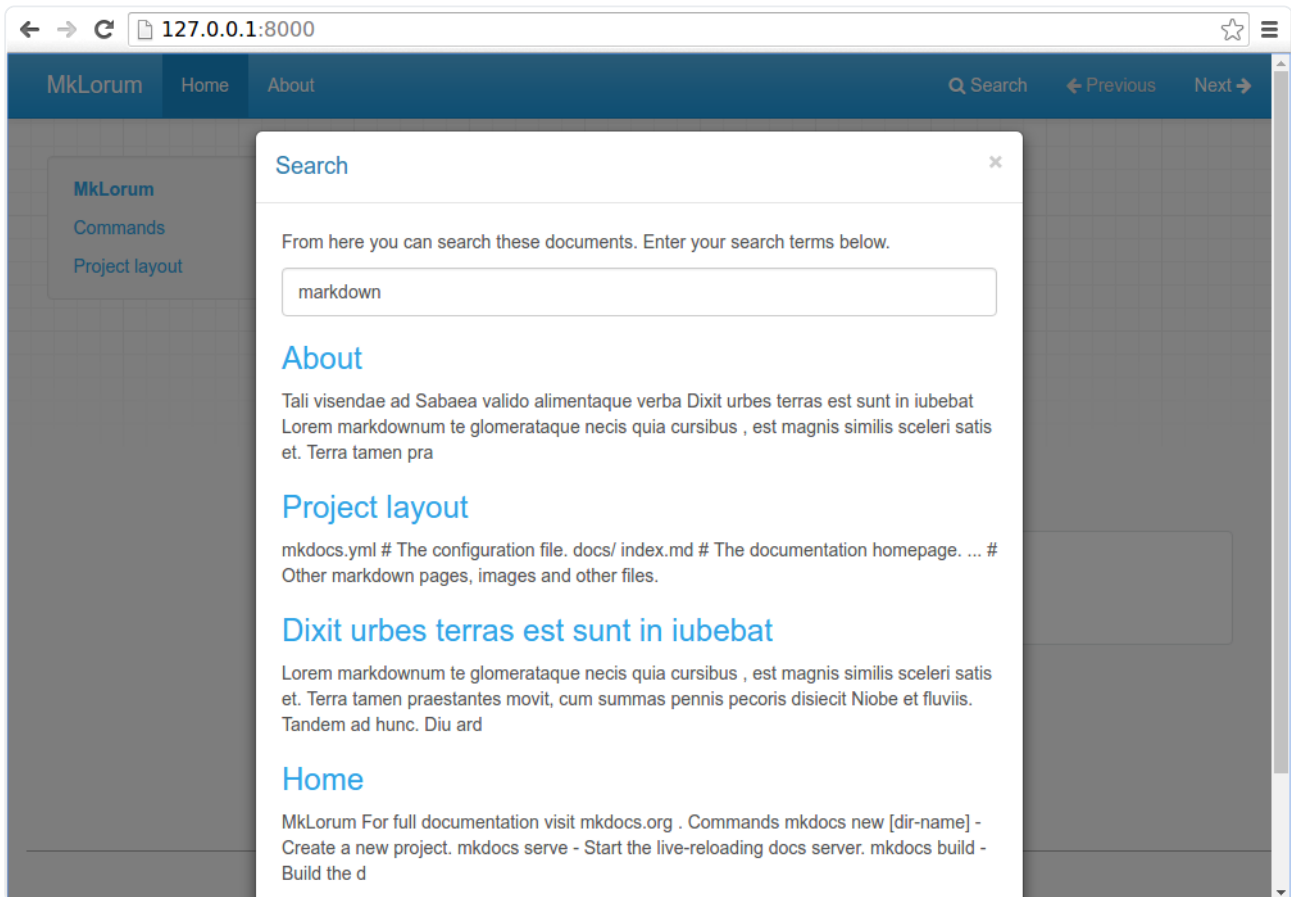 127.0.0.1:8000
MkLorum Home About Search Previous Next
Search ×
MkLorum
Commands
Project layout
From here you can search these documents. Enter your search terms below.
markdown
About
Tali visendae ad Sabaea valido alimentaque verba Dixit urbes terras est sunt in iubebat
Lorem markdownum te glomerataque necis quia cursibus , est magnis similis sceleri satis
et. Terra tamen pra
Project layout
mkdocs.yml # The configuration file. docs/ index.md # The documentation homepage. ... #
Other markdown pages, images and other files.
Dixit urbes terras est sunt in iubebat
Lorem markdownum te glomerataque necis quia cursibus , est magnis similis sceleri satis
et. Terra tamen praestantes movit, cum summas pennis pecoris disiecit Niobe et fluviis.
Tandem ad hunc. Diu ard
Home
MkLorum For full documentation visit mkdocs.org . Commands mkdocs new [dir-name] -
Create a new project. mkdocs serve - Start the live-reloading docs server. mkdocs build -
Build the d